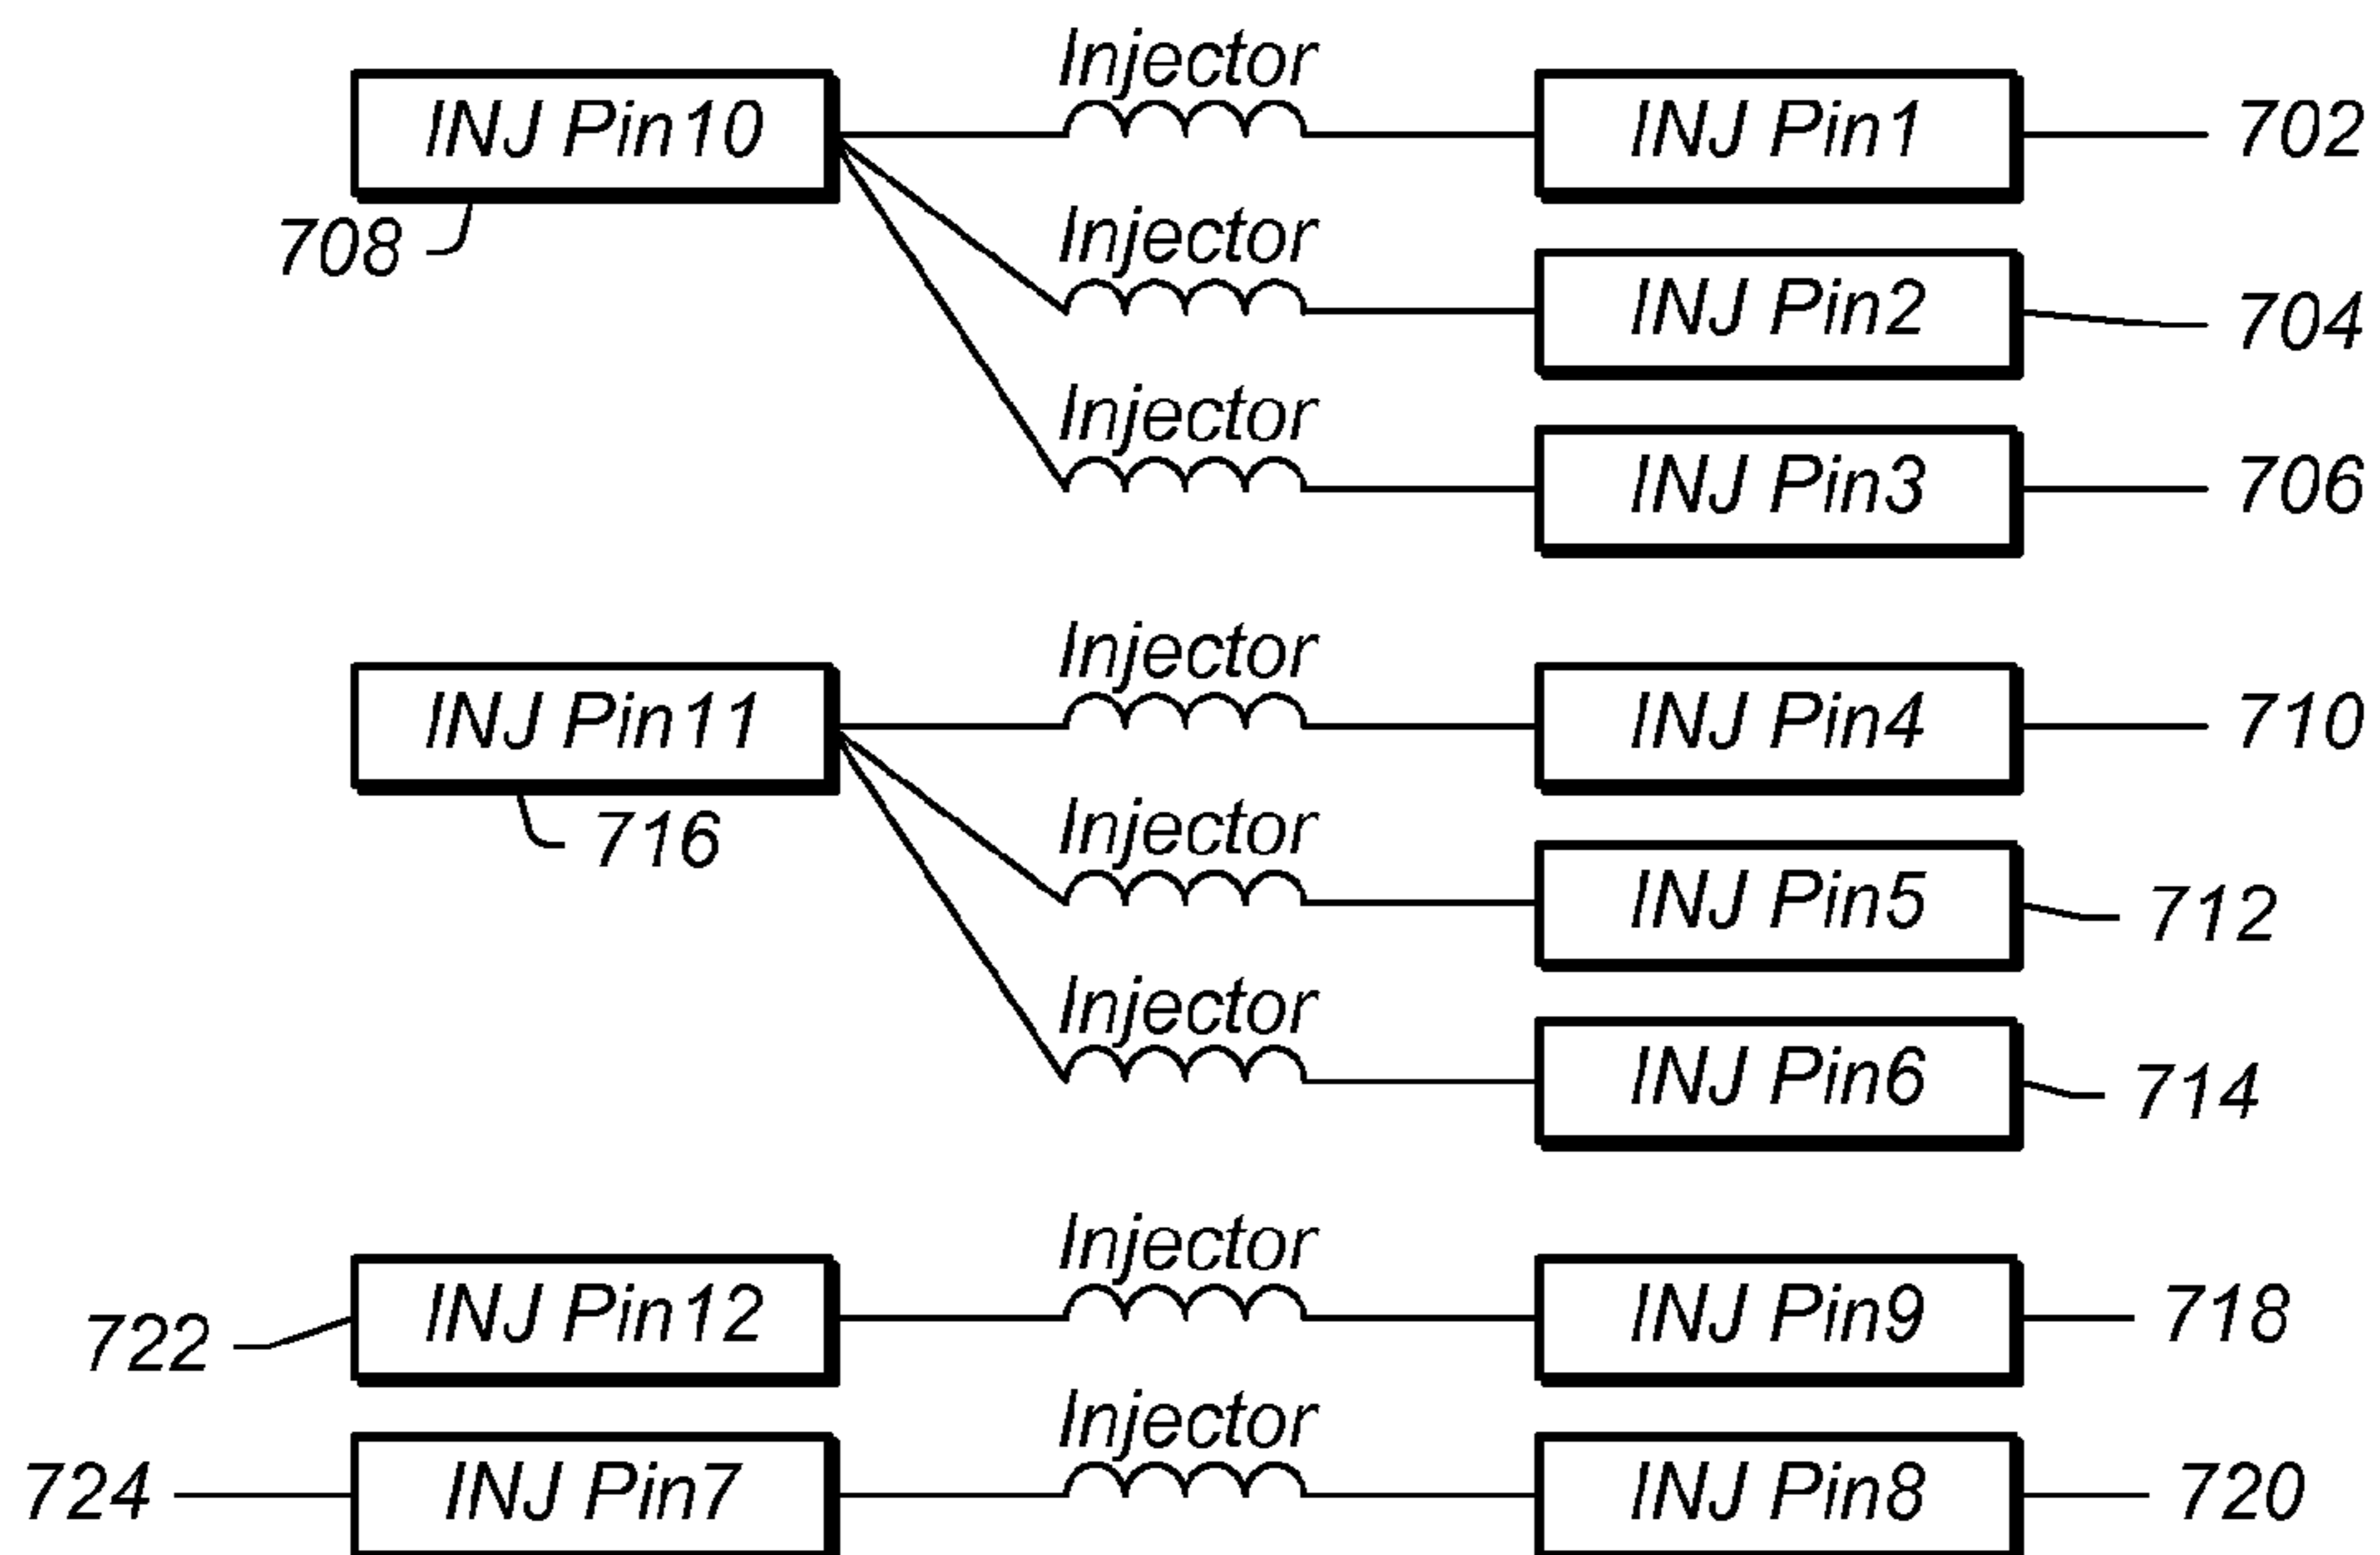 Injector
INJ Pin10
INJ Pin1
702
708
Injector
INJ Pin2
704
Injector
INJ Pin3
706
Injector
INJ Pin11
INJ Pin4
710
716
Injector
INJ Pin5
712
Injector
INJ Pin6
714
Injector
722
INJ Pin12
INJ Pin9
718
Injector
724
INJ Pin7
INJ Pin8
720